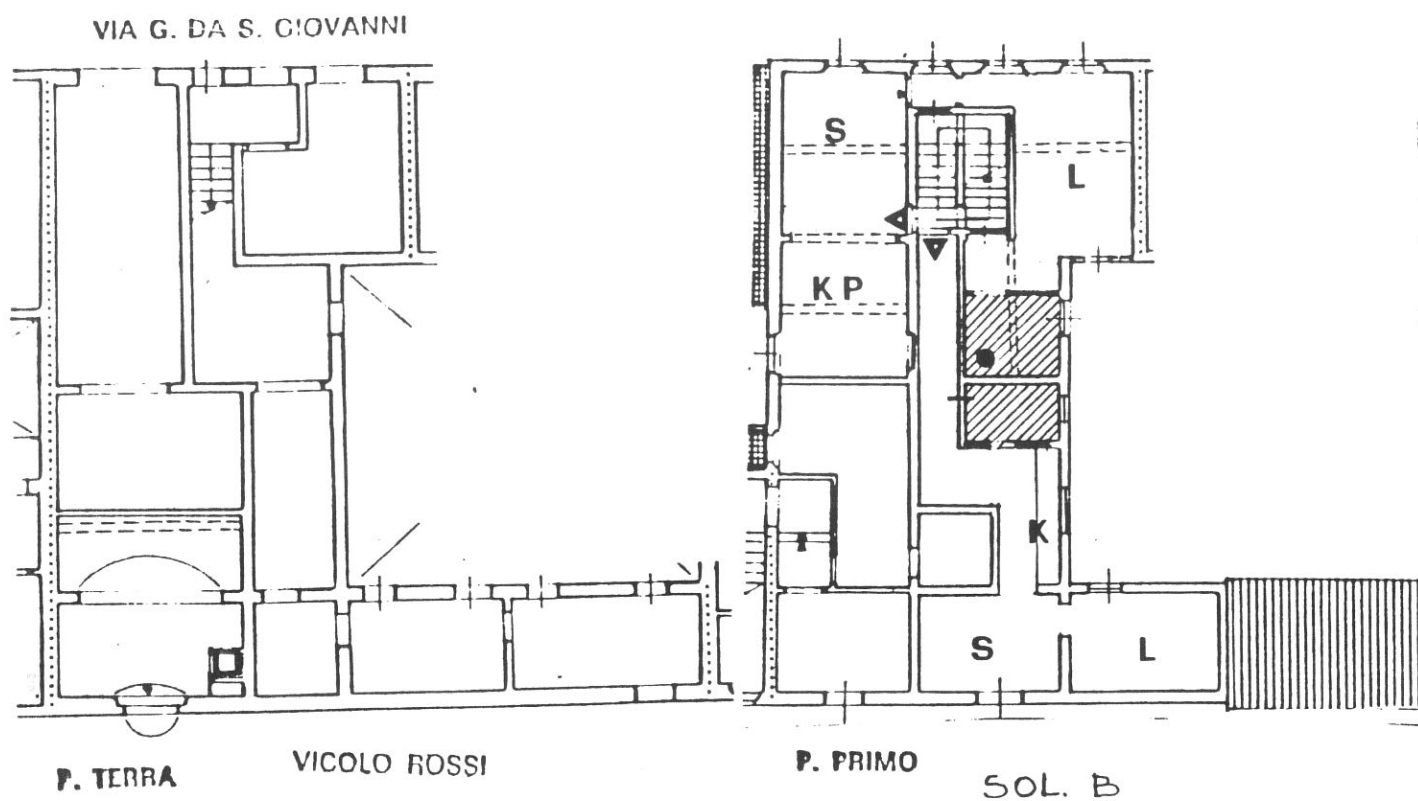 VIA G. DA S. GIOVANNI
S
L
K P
K
S
L
P. TERRA
VICOLO ROSSI
P. PRIMO
SOL. B